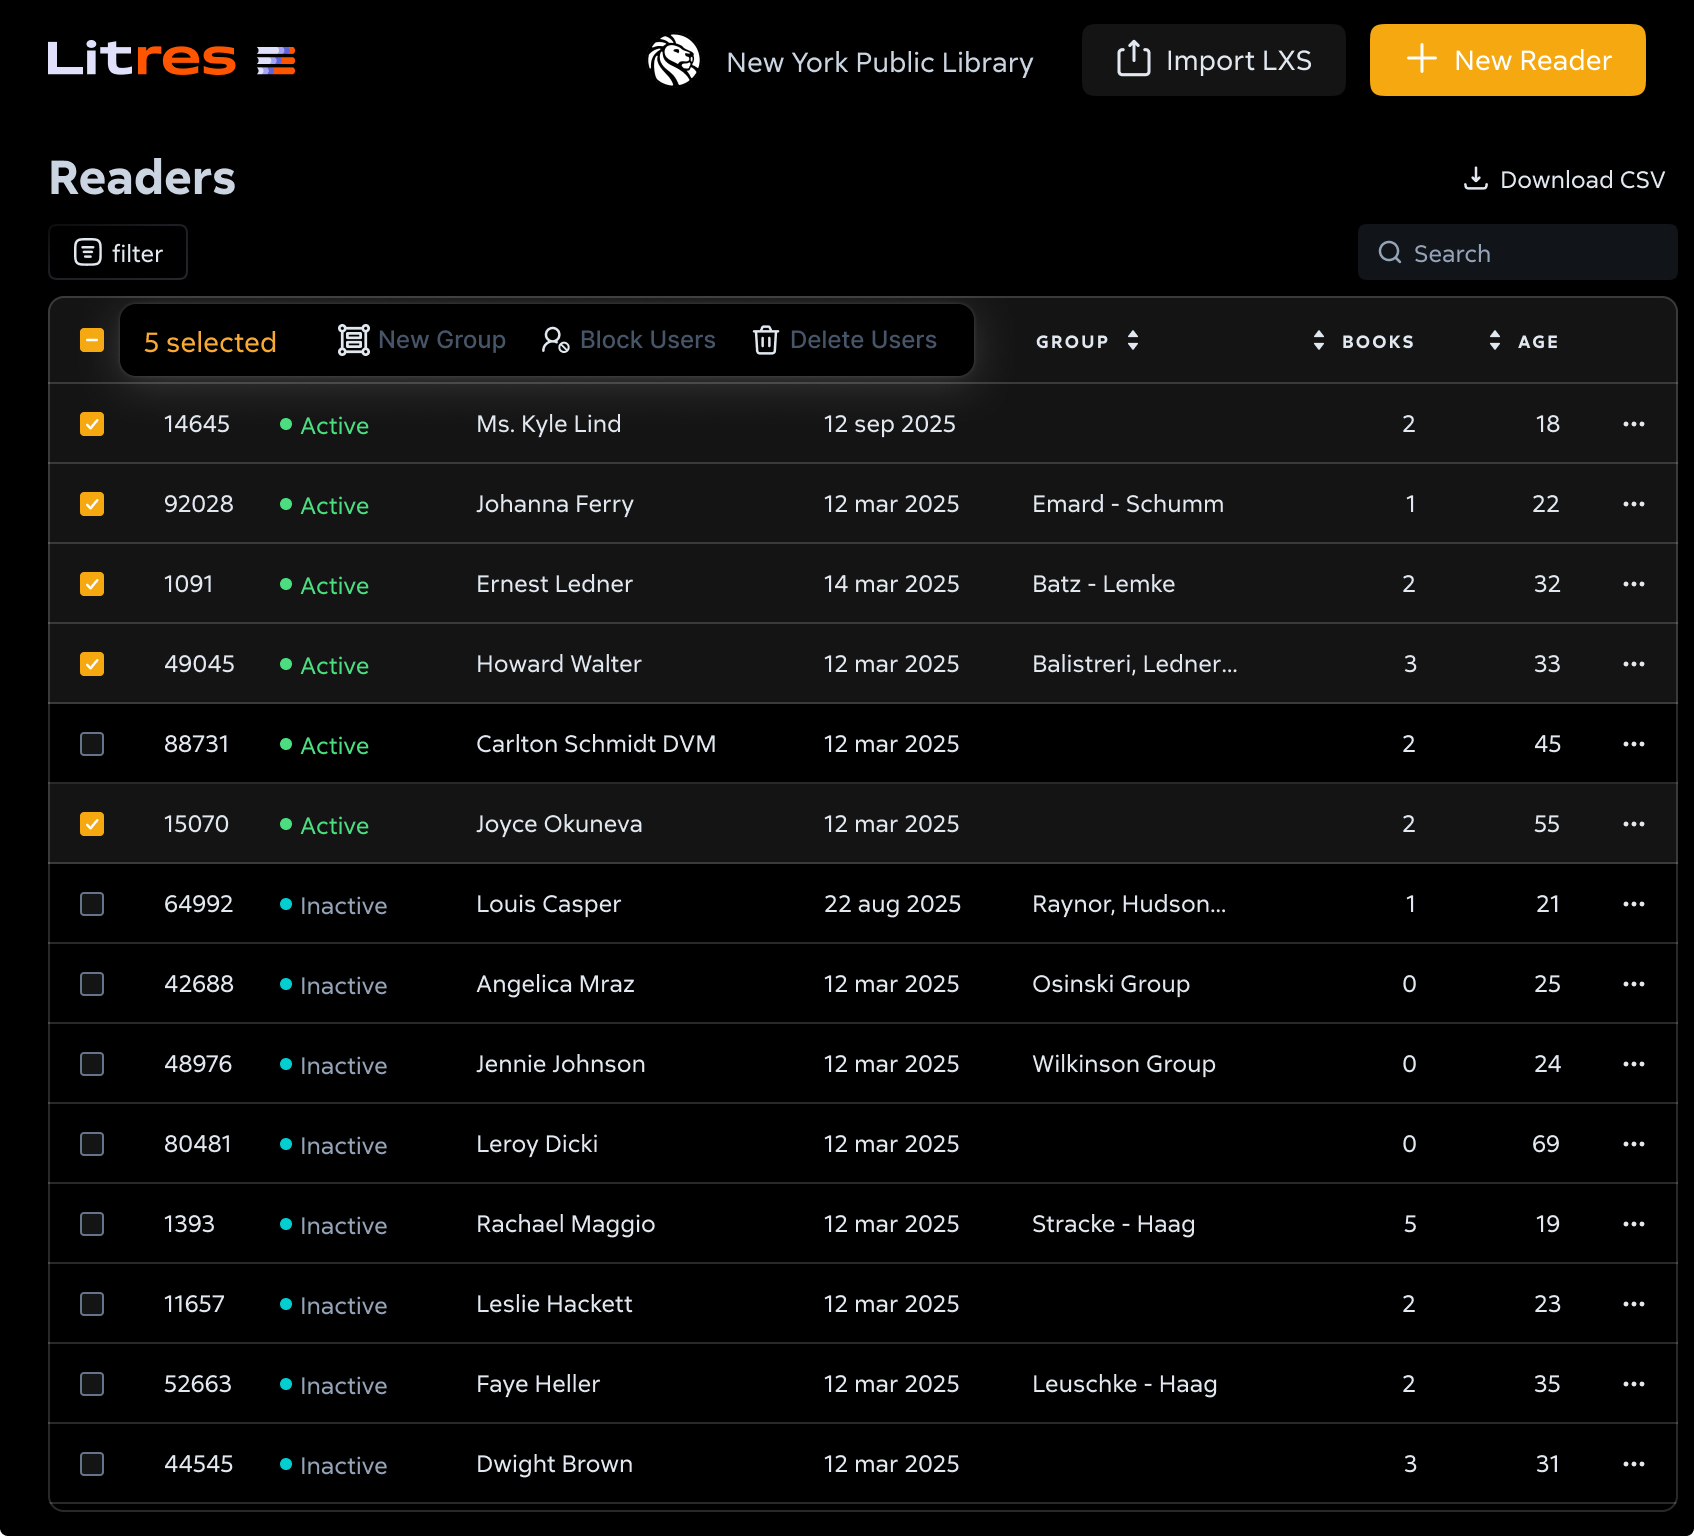 Litres
New York Public Library
Import LXS
New Reader
Readers
Download CSV
filter
Search
5 selected New Group Block Users Delete Users GROUP BOOKS AGE
14645 Active Ms. Kyle Lind 12 sep 2025 2 18
92028 Active Johanna Ferry 12 mar 2025 Emard - Schumm 1 22
1091 Active Ernest Ledner 14 mar 2025 Batz - Lemke 2 32
49045 Active Howard Walter 12 mar 2025 Balistreri, Ledner... 3 33
88731 Active Carlton Schmidt DVM 12 mar 2025 2 45
15070 Active Joyce Okuneva 12 mar 2025 2 55
64992 Inactive Louis Casper 22 aug 2025 Raynor, Hudson... 1 21
42688 Inactive Angelica Mraz 12 mar 2025 Osinski Group 0 25
48976 Inactive Jennie Johnson 12 mar 2025 Wilkinson Group 0 24
80481 Inactive Leroy Dicki 12 mar 2025 0 69
1393 Inactive Rachael Maggio 12 mar 2025 Stracke - Haag 5 19
11657 Inactive Leslie Hackett 12 mar 2025 2 23
52663 Inactive Faye Heller 12 mar 2025 Leuschke - Haag 2 35
44545 Inactive Dwight Brown 12 mar 2025 3 31